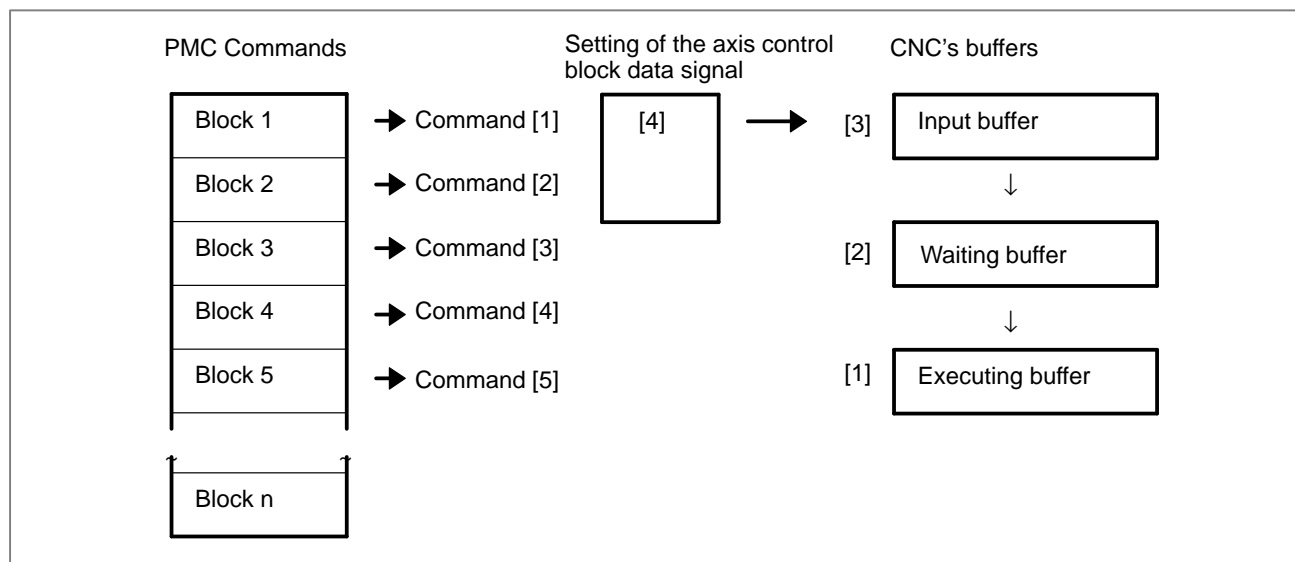 PMC Commands
Setting of the axis control
block data signal
CNC's buffers
Block 1
Command [1]
[4]
[3]
Input buffer
Block 2
Command [2]
Block 3
Command [3]
[2]
Waiting buffer
Block 4
Command [4]
Block 5
Command [5]
[1]
Executing buffer
Block n